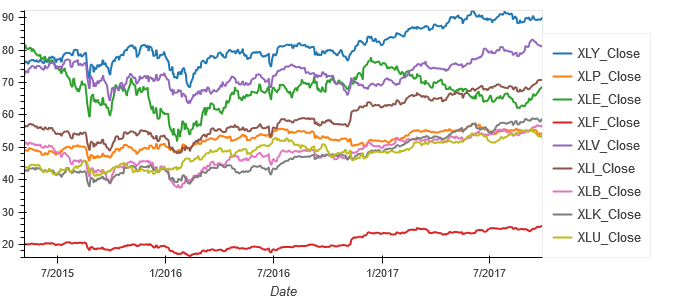 90
80
70
60
50
40
30
20
7/2015
1/2016
7/2016
1/2017
7/2017
Date
XLY_Close
XLP_Close
XLE_Close
XLF_Close
XLV_Close
XLI_Close
XLB_Close
XLK_Close
XLU_Close